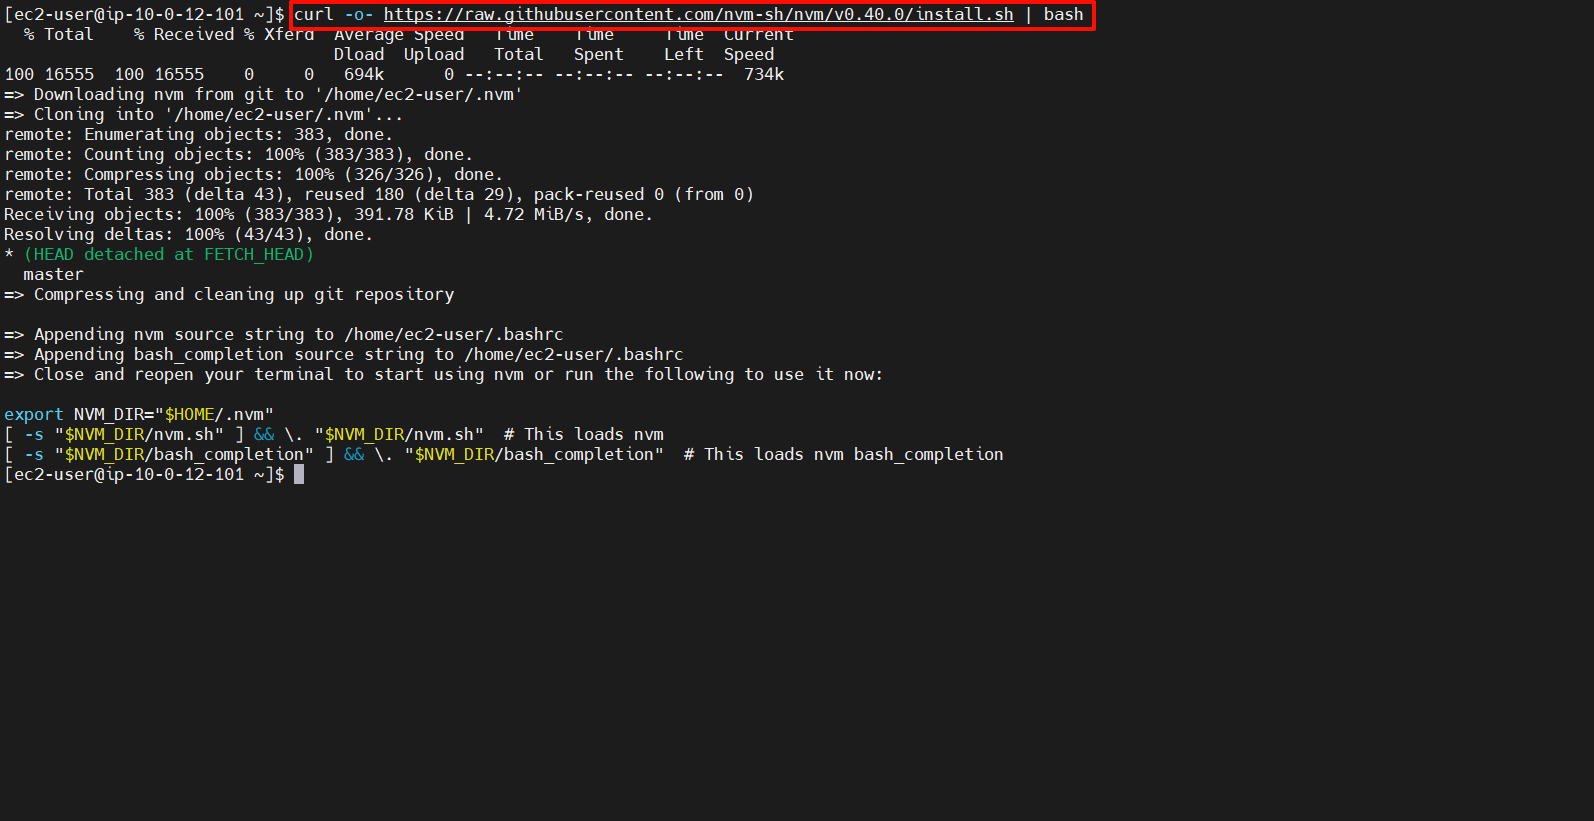 [ec2-user@ip-10-0-12-101 ~]$ curl -o- https://raw.githubusercontent.com/nvm-sh/nvm/v0.40.0/install.sh | bash
  % Total    % Received % Xferd  Average Speed   Time    Time     Time  Current
                                 Dload  Upload   Total   Spent    Left  Speed
100 16555  100 16555    0     0   694k      0 --:--:-- --:--:-- --:--:--  734k
=> Downloading nvm from git to '/home/ec2-user/.nvm'
=> Cloning into '/home/ec2-user/.nvm'...
remote: Enumerating objects: 383, done.
remote: Counting objects: 100% (383/383), done.
remote: Compressing objects: 100% (326/326), done.
remote: Total 383 (delta 43), reused 180 (delta 29), pack-reused 0 (from 0)
Receiving objects: 100% (383/383), 391.78 KiB | 4.72 MiB/s, done.
Resolving deltas: 100% (43/43), done.
* (HEAD detached at FETCH_HEAD)
  master
=> Compressing and cleaning up git repository

=> Appending nvm source string to /home/ec2-user/.bashrc
=> Appending bash_completion source string to /home/ec2-user/.bashrc
=> Close and reopen your terminal to start using nvm or run the following to use it now:

export NVM_DIR="$HOME/.nvm"
[ -s "$NVM_DIR/nvm.sh" ] && \. "$NVM_DIR/nvm.sh"  # This loads nvm
[ -s "$NVM_DIR/bash_completion" ] && \. "$NVM_DIR/bash_completion"  # This loads nvm bash_completion
[ec2-user@ip-10-0-12-101 ~]$